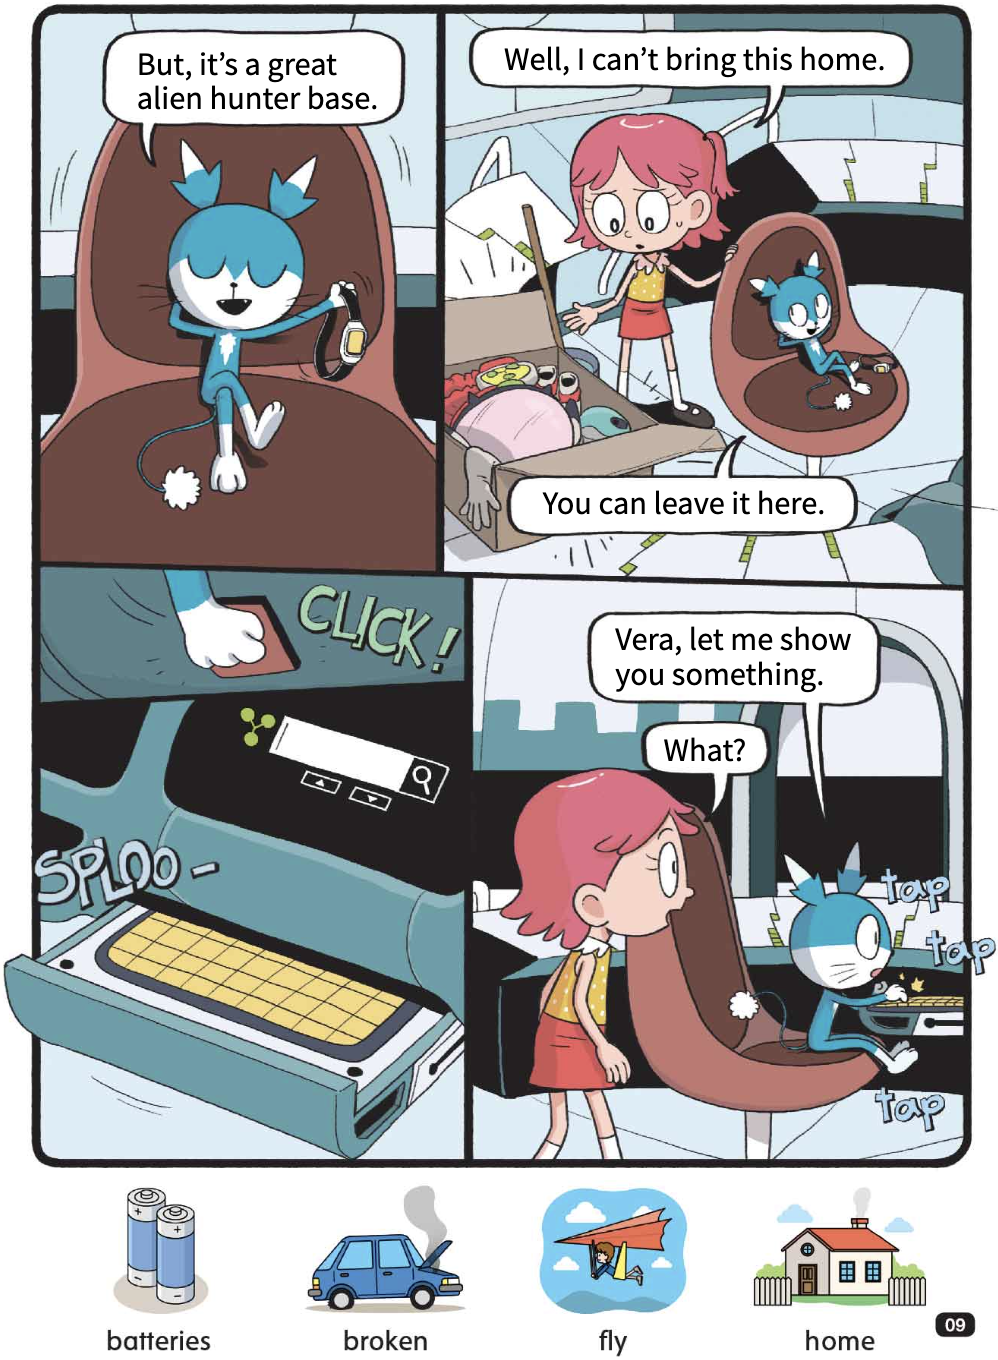 But, it's a great
alien hunter base.
Well, I can't bring this home.
You can leave it here.
CLICK!
SPLOO-
Vera, let me show
you something.
What?
tap
tap
tap
batteries
broken
fly
home
09